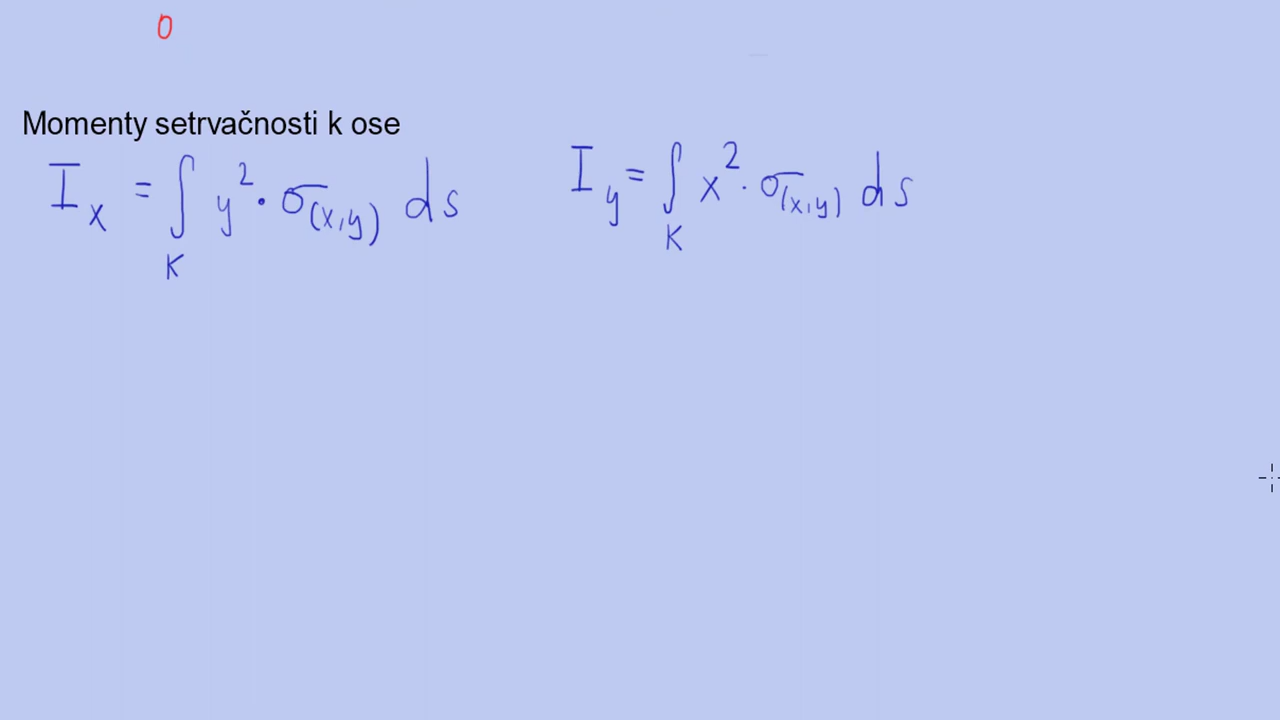 0
Momenty setrvačnosti k ose
I_x = ∫_K y² · σ(x,y) ds    I_y = ∫_K x² · σ(x,y) ds